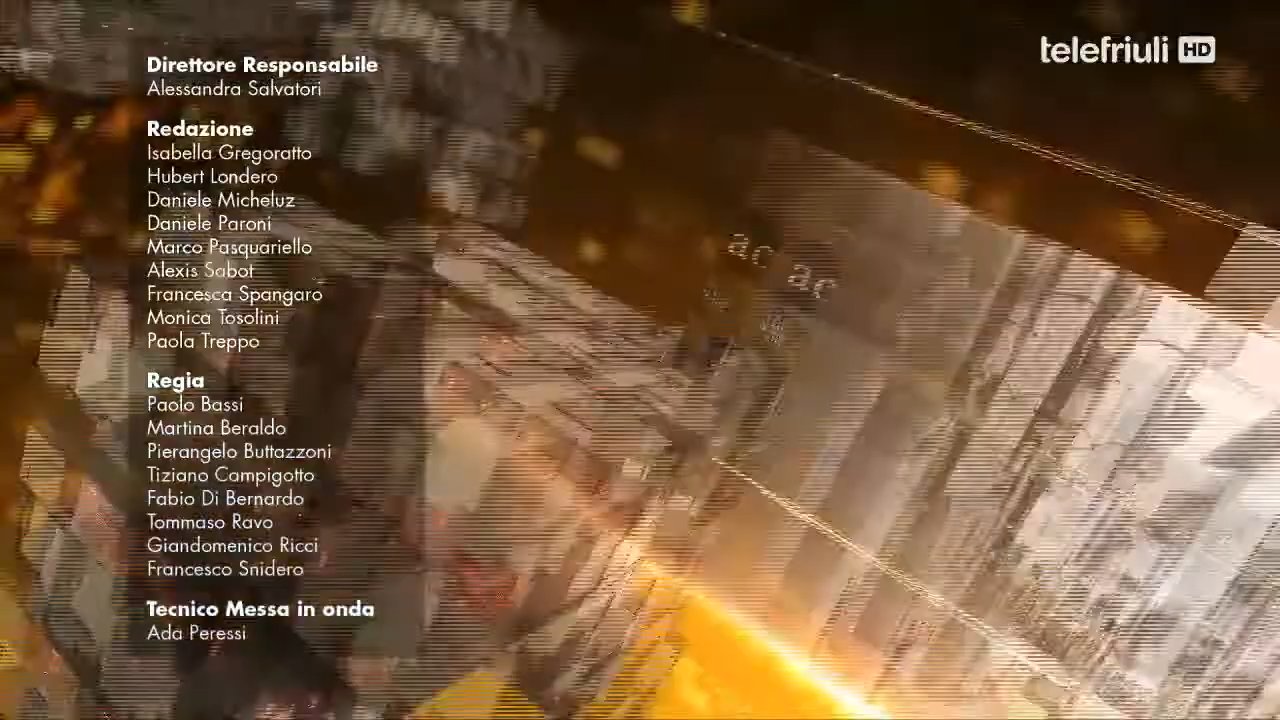 telefriuli HD
Direttore Responsabile
Alessandra Salvatori
Redazione
Isabella Gregoratto
Hubert Londero
Daniele Micheluz
Daniele Paroni
Marco Pasquariello
Alexis Sabot
Francesca Spangaro
Monica Tosolini
Paola Treppo
Regia
Paolo Bassi
Martina Beraldo
Pierangelo Buttazzoni
Tiziano Campigotto
Fabio Di Bernardo
Tommaso Ravo
Giandomenico Ricci
Francesco Snidero
Tecnico Messa in onda
Ada Peressi